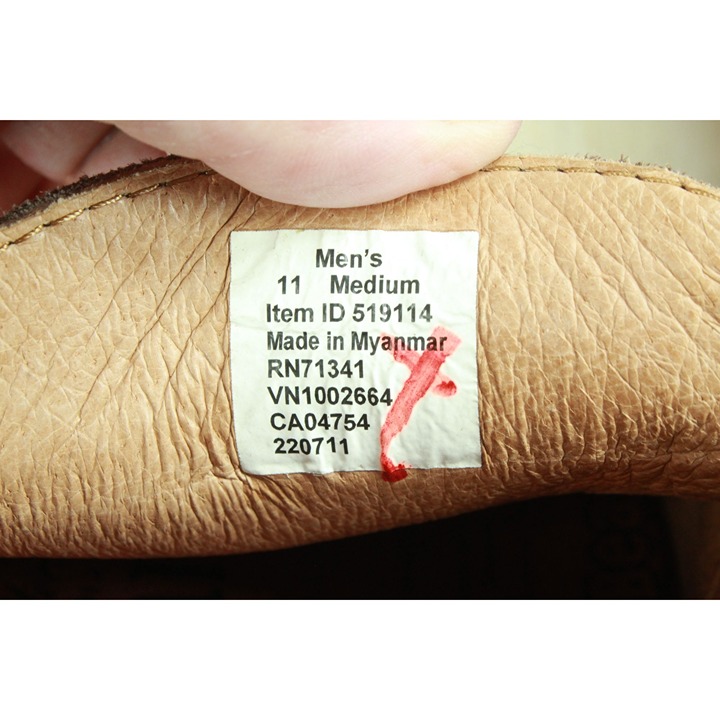 Men's
11 Medium
Item ID 519114
Made in Myanmar
RN71341
VN1002664
CA04754
220711